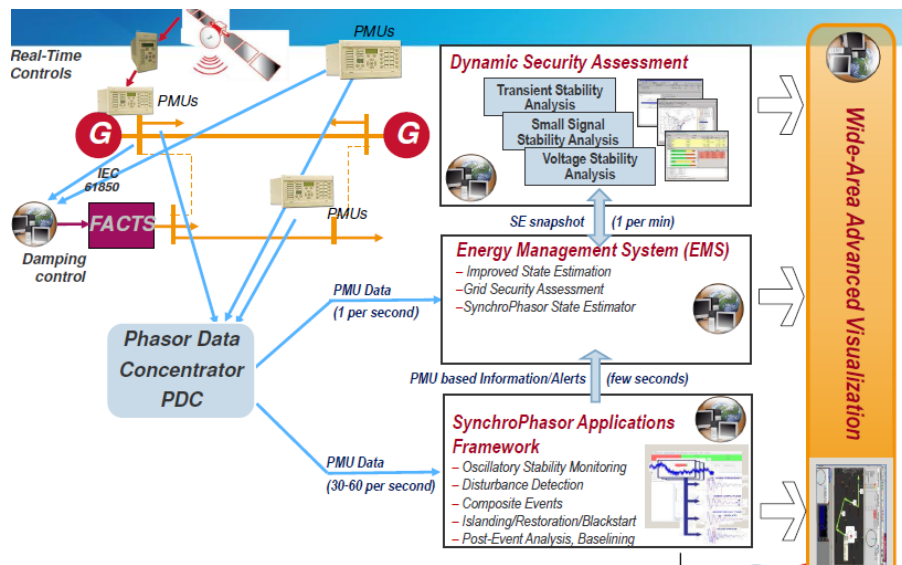 Real-Time
Controls
PMUs
PMUs
G
G
IEC
61850
FACTS
PMUs
Damping
control
Phasor Data
Concentrator
PDC
PMU Data
(1 per second)
PMU Data
(30-60 per second)
Dynamic Security Assessment
Transient Stability
Analysis
Small Signal
Stability Analysis
Voltage Stability
Analysis
SE snapshot (1 per min)
Energy Management System (EMS)
– Improved State Estimation
– Grid Security Assessment
– SynchroPhasor State Estimator
PMU based Information/Alerts (few seconds)
SynchroPhasor Applications
Framework
– Oscillatory Stability Monitoring
– Disturbance Detection
– Composite Events
– Islanding/Restoration/Blackstart
– Post-Event Analysis, Baselining
Wide-Area Advanced Visualization